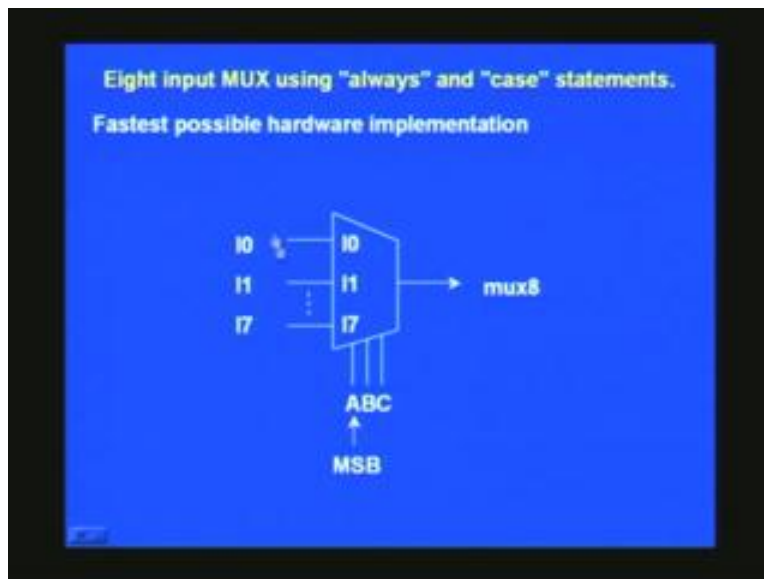 Eight input MUX using "always" and "case" statements.
Fastest possible hardware implementation
I0 I0
I1 I1 mux8
I7 I7
ABC
MSB